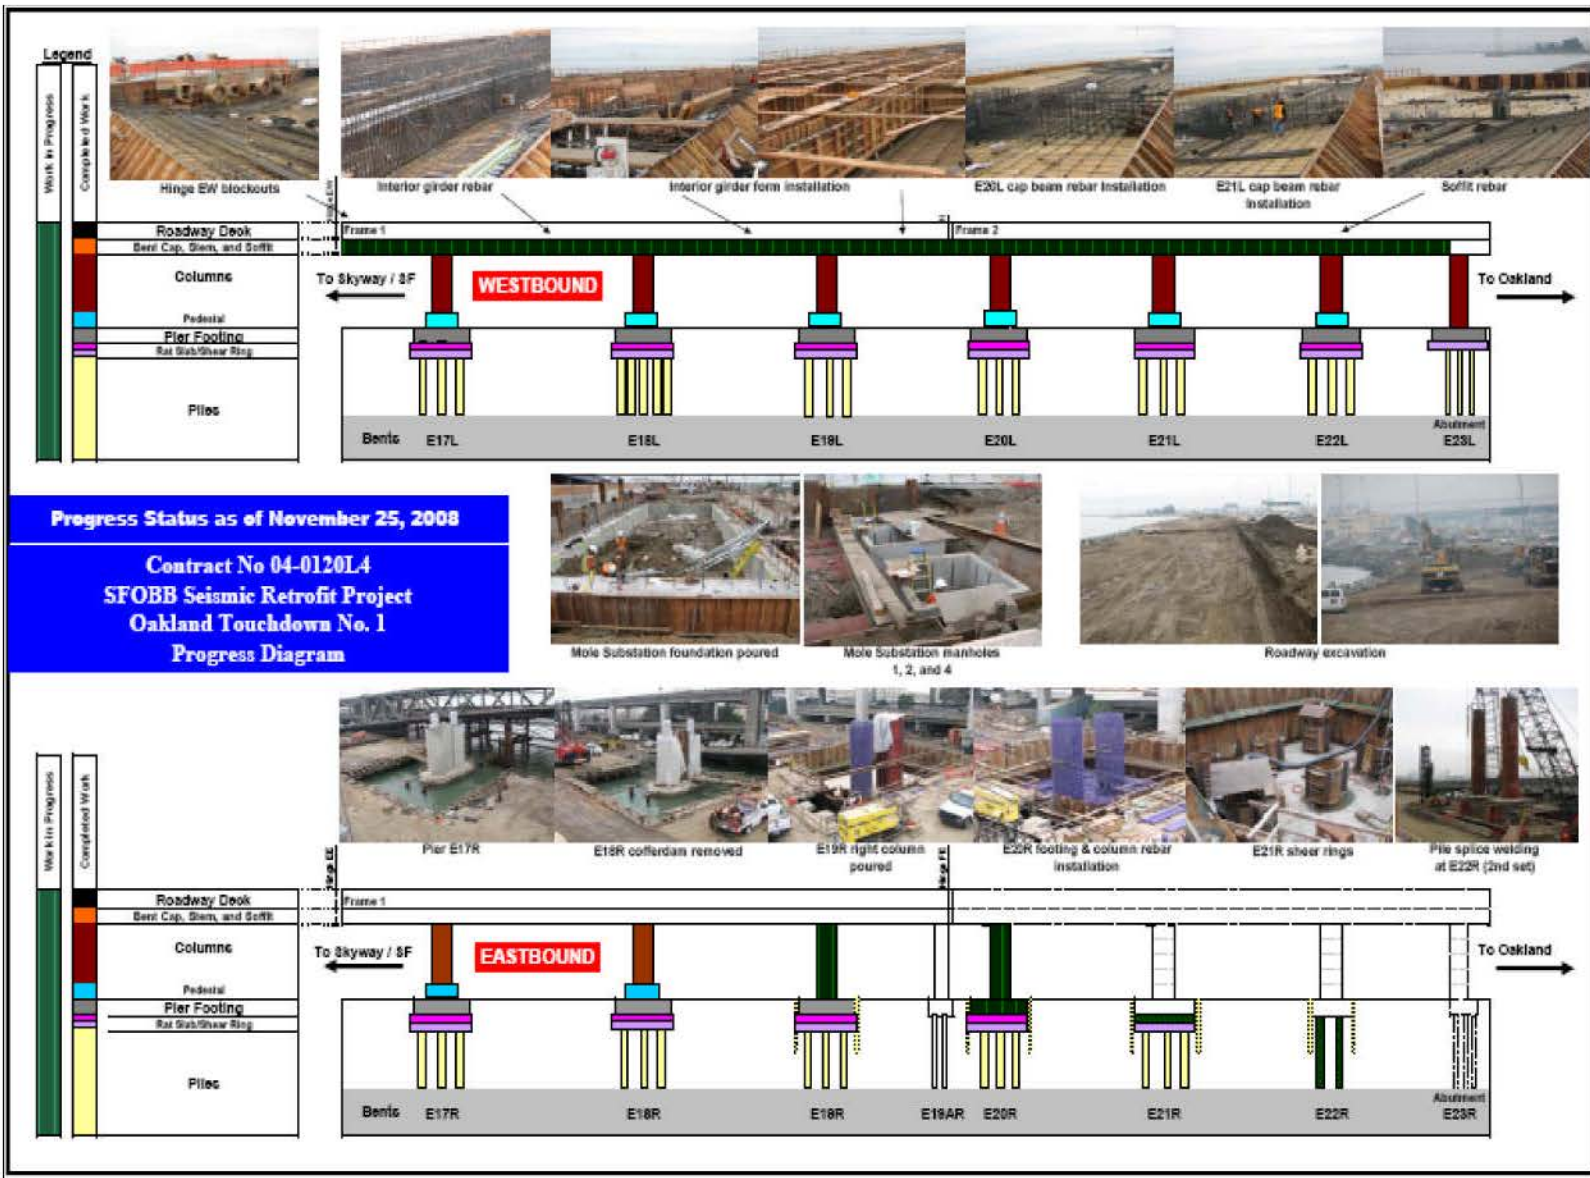 Legend
Work in Progress
Completed Work
Hinge EW blockouts
Interior girder rebar
Interior girder form installation
E20L cap beam rebar Installation
E21L cap beam rebar
Installation
Soffit rebar
Roadway Deck
Bent Cap, Stem, and Soffit
Columns
Pedestal
Pier Footing
Rat Slab/Shear Ring
Piles
Frame 1
Frame 2
To Skyway / SF
WESTBOUND
To Oakland
Bents
E17L
E18L
E19L
E20L
E21L
E22L
Abutment
E23L
Progress Status as of November 25, 2008
Contract No 04-0120L4
SFOBB Seismic Retrofit Project
Oakland Touchdown No. 1
Progress Diagram
Mole Substation foundation poured
Mole Substation manholes
1, 2, and 4
Roadway excavation
Work in Progress
Completed Work
Pier E17R
E18R cofferdam removed
E19R right column
poured
E20R footing & column rebar
installation
E21R sheer rings
Pile splice welding
at E22R (2nd set)
Hinge EE
Hinge FE
Roadway Deck
Bent Cap, Stem, and Soffit
Columns
Pedestal
Pier Footing
Rat Slab/Shear Ring
Piles
Frame 1
To Skyway / SF
EASTBOUND
To Oakland
Bents
E17R
E18R
E19R
E19AR
E20R
E21R
E22R
Abutment
E23R